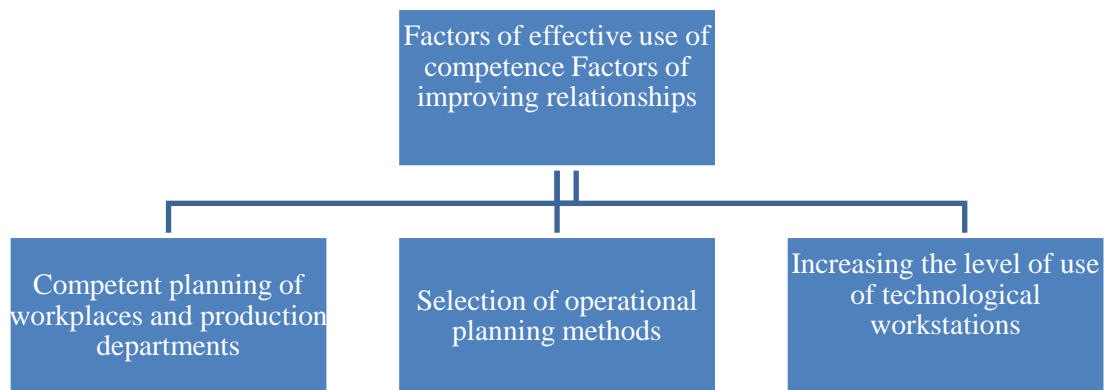 Factors of effective use of
competence Factors of
improving relationships
Competent planning of
workplaces and production
departments
Selection of operational
planning methods
Increasing the level of use
of technological
workstations